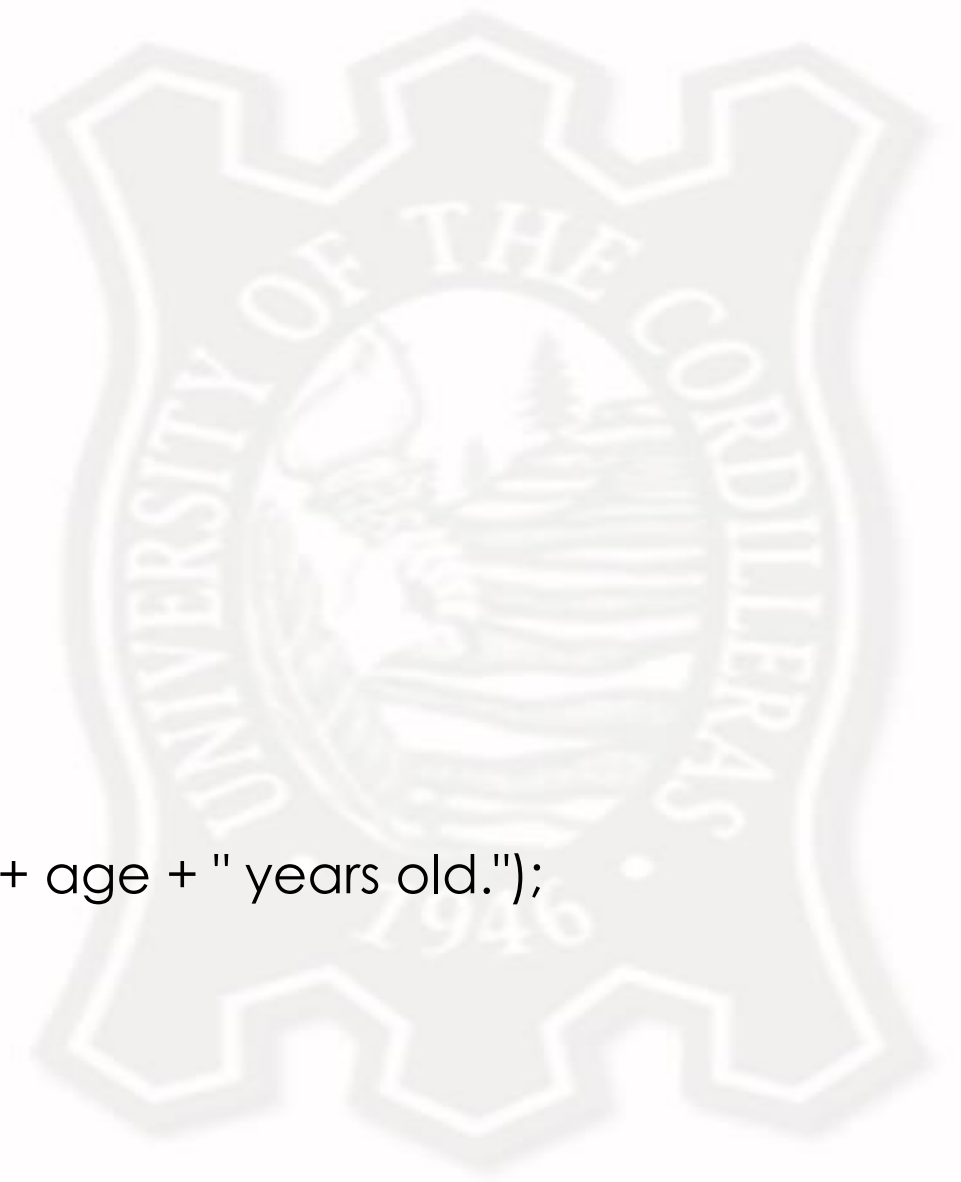 UNIVERSITY OF THE CORDILLERAS
+ age + " years old.");
1946